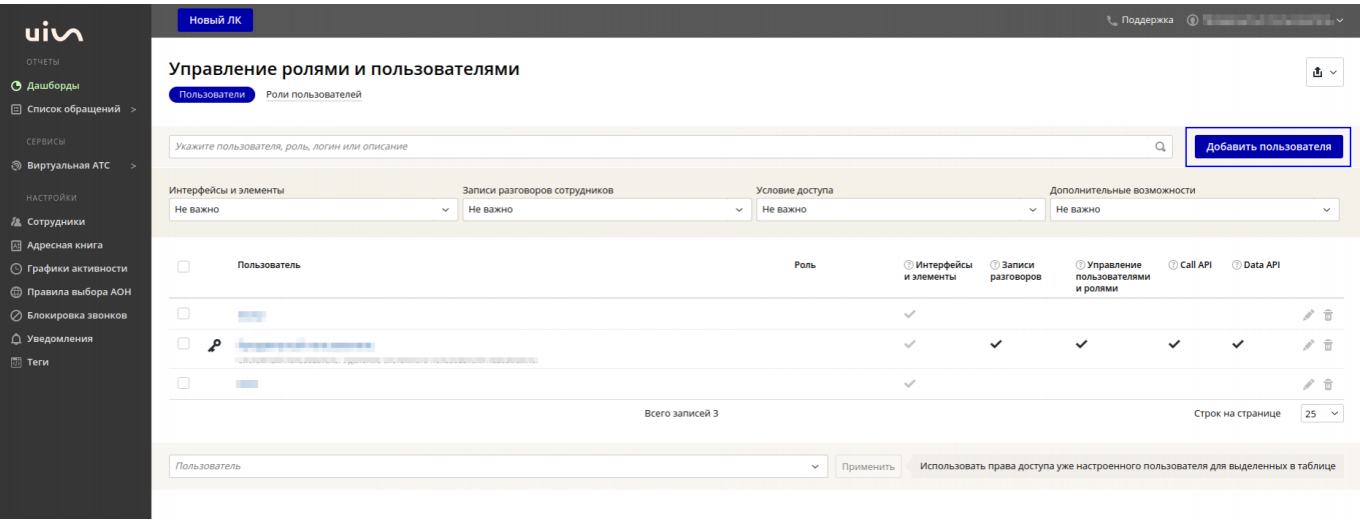 uis
Новый ЛК
Поддержка
ОТЧЕТЫ
Дашборды
Список обращений >
СЕРВИСЫ
Виртуальная АТС >
НАСТРОЙКИ
Сотрудники
Адресная книга
Графики активности
Правила выбора АОН
Блокировка звонков
Уведомления
Теги
Управление ролями и пользователями
Пользователи Роли пользователей
Укажите пользователя, роль, логин или описание
Добавить пользователя
Интерфейсы и элементы Записи разговоров сотрудников Условие доступа Дополнительные возможности
Не важно Не важно Не важно Не важно
Пользователь Роль ? Интерфейсы и элементы ? Записи разговоров ? Управление пользователями и ролями ? Call API ? Data API
Всего записей 3 Строк на странице 25
Пользователь Применить Использовать права доступа уже настроенного пользователя для выделенных в таблице